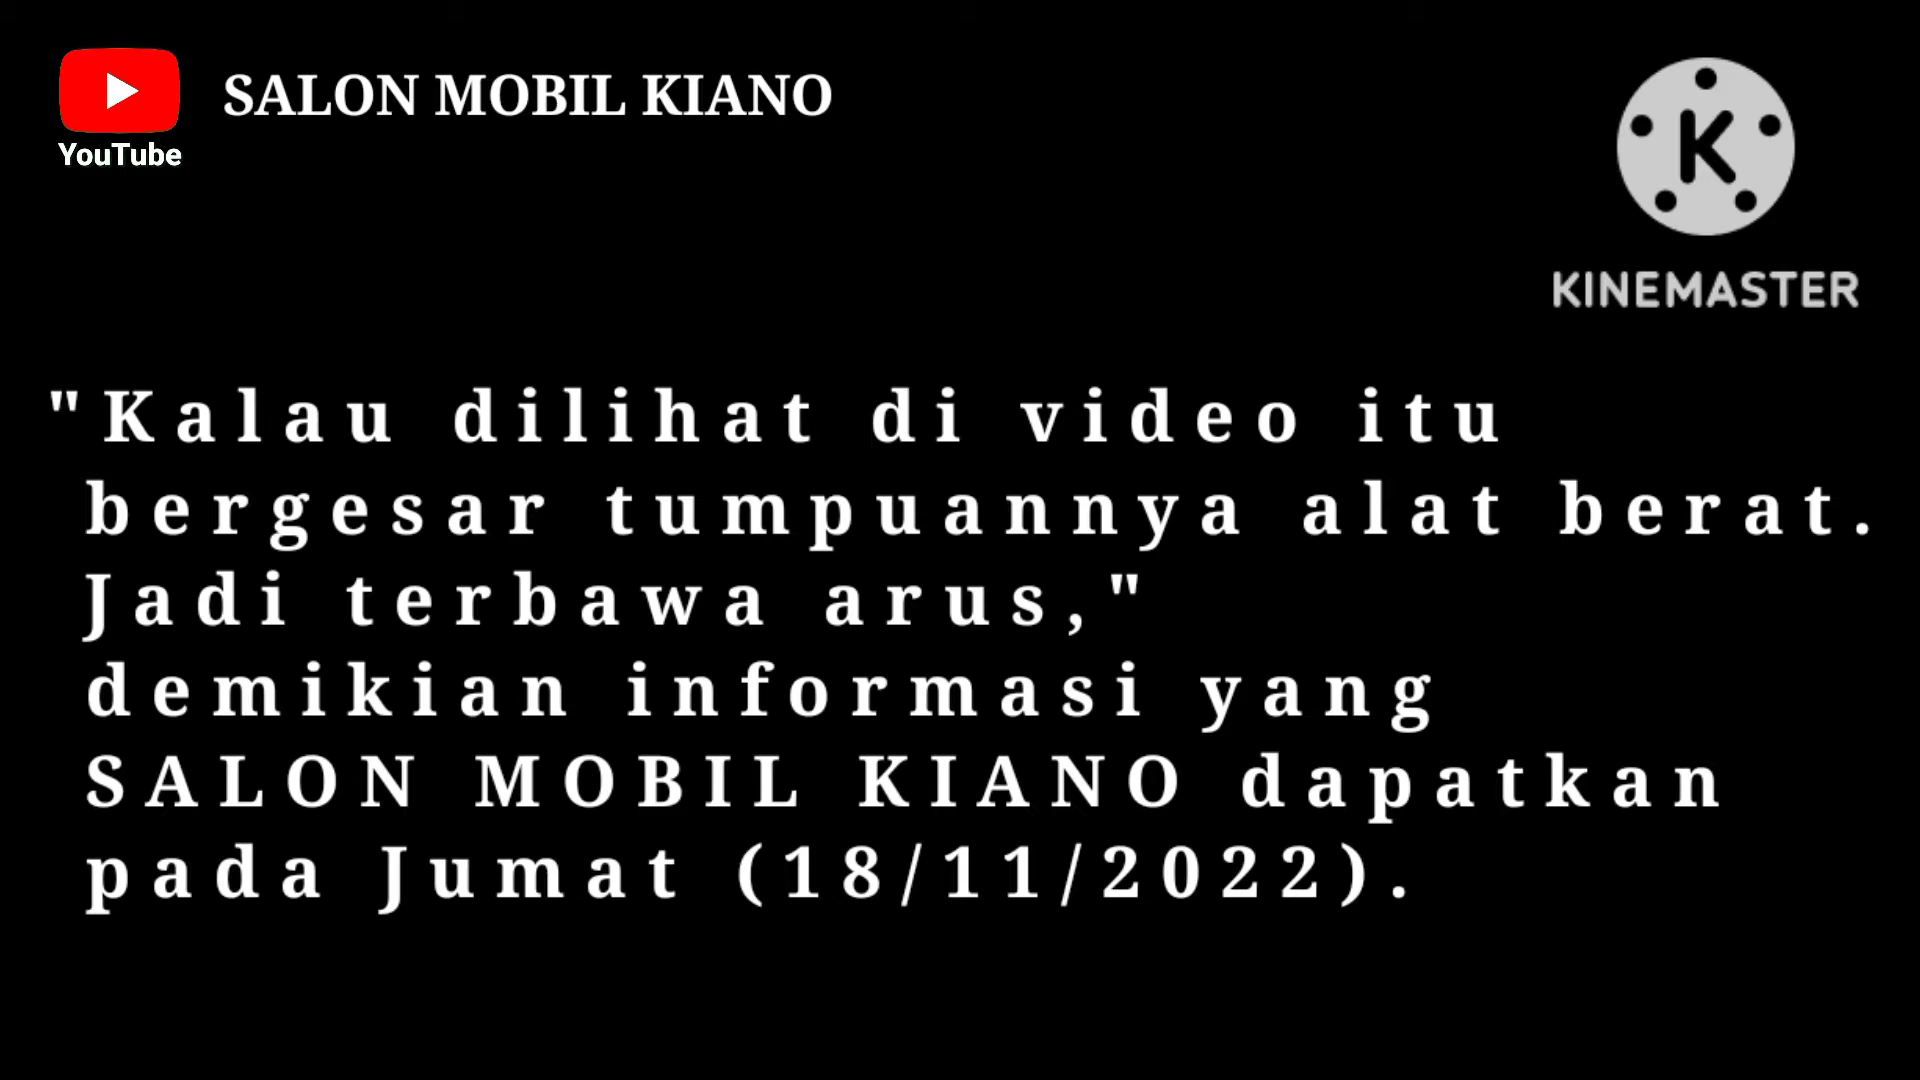 SALON MOBIL KIANO
YouTube
KINEMASTER
"Kalau dilihat di video itu
bergesar tumpuannya alat berat.
Jadi terbawa arus,"
demikian informasi yang
SALON MOBIL KIANO dapatkan
pada Jumat (18/11/2022).